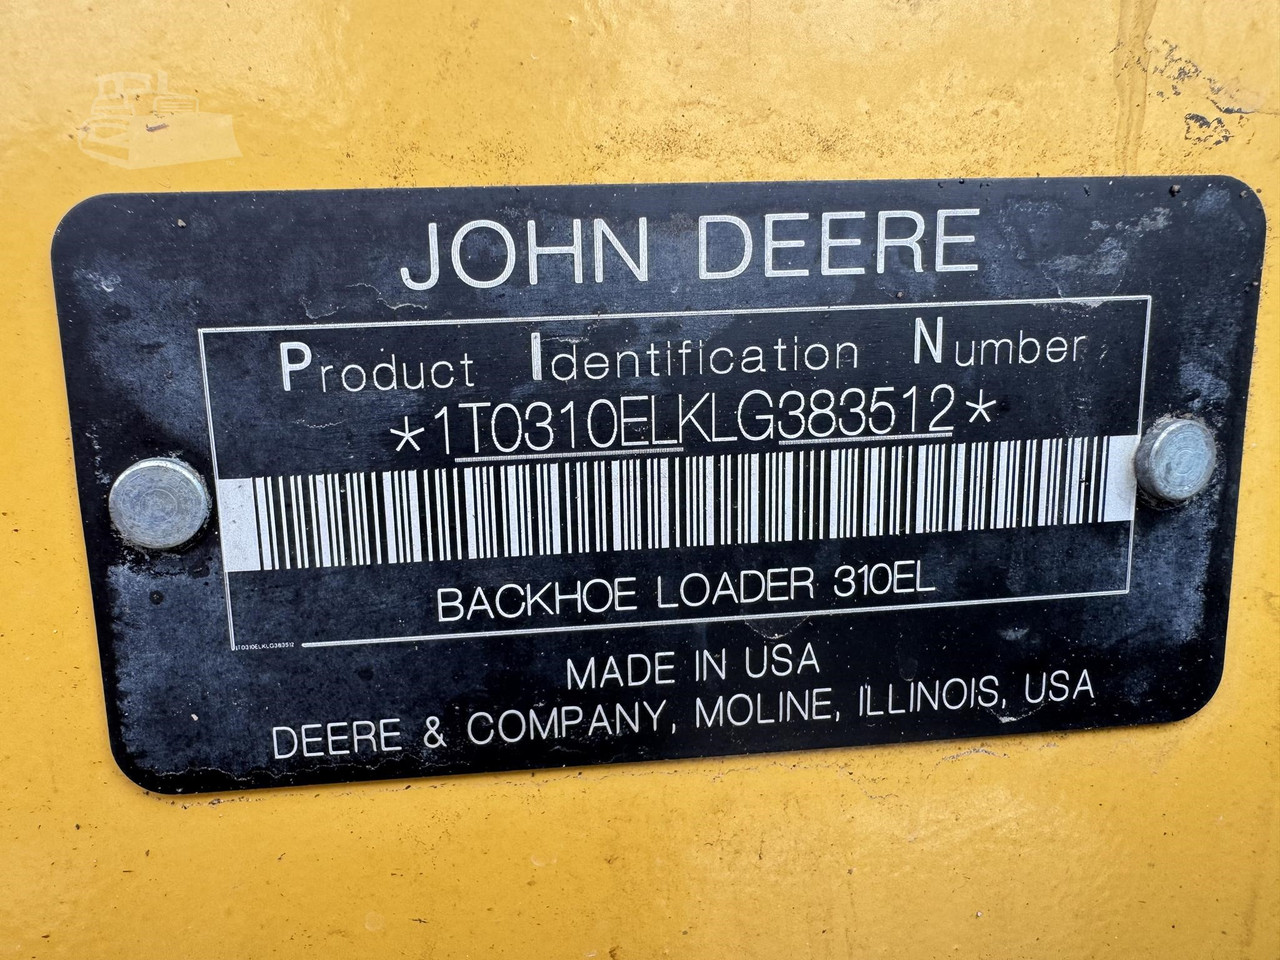 JOHN DEERE
Product Identification Number
*1T0310ELKLG383512*
BACKHOE LOADER 310EL
1T0310ELKLG383512
MADE IN USA
DEERE & COMPANY, MOLINE, ILLINOIS, USA